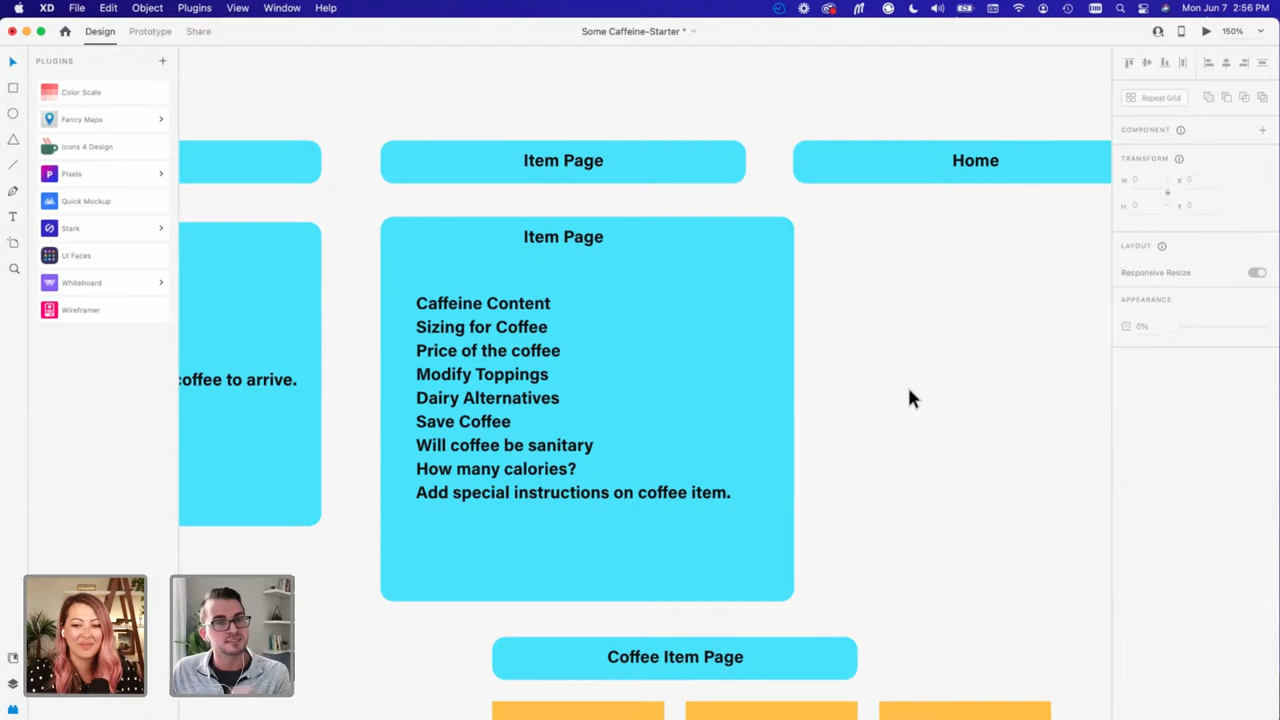 XD File Edit Object Plugins View Window Help
Mon Jun 7 2:56 PM
Design Prototype Share
Some Caffeine-Starter *
150%
PLUGINS
Color Scale
Fancy Maps
Icons 4 Design
Pixels
Quick Mockup
Stark
UI Faces
Whiteboard
Wireframer
Item Page
Home
Item Page
Caffeine Content
Sizing for Coffee
Price of the coffee
Modify Toppings
Dairy Alternatives
Save Coffee
Will coffee be sanitary
How many calories?
Add special instructions on coffee item.
coffee to arrive.
Coffee Item Page
Repeat Grid
COMPONENT
TRANSFORM
W 0 X 0
H 0 Y 0
LAYOUT
Responsive Resize
APPEARANCE
0%